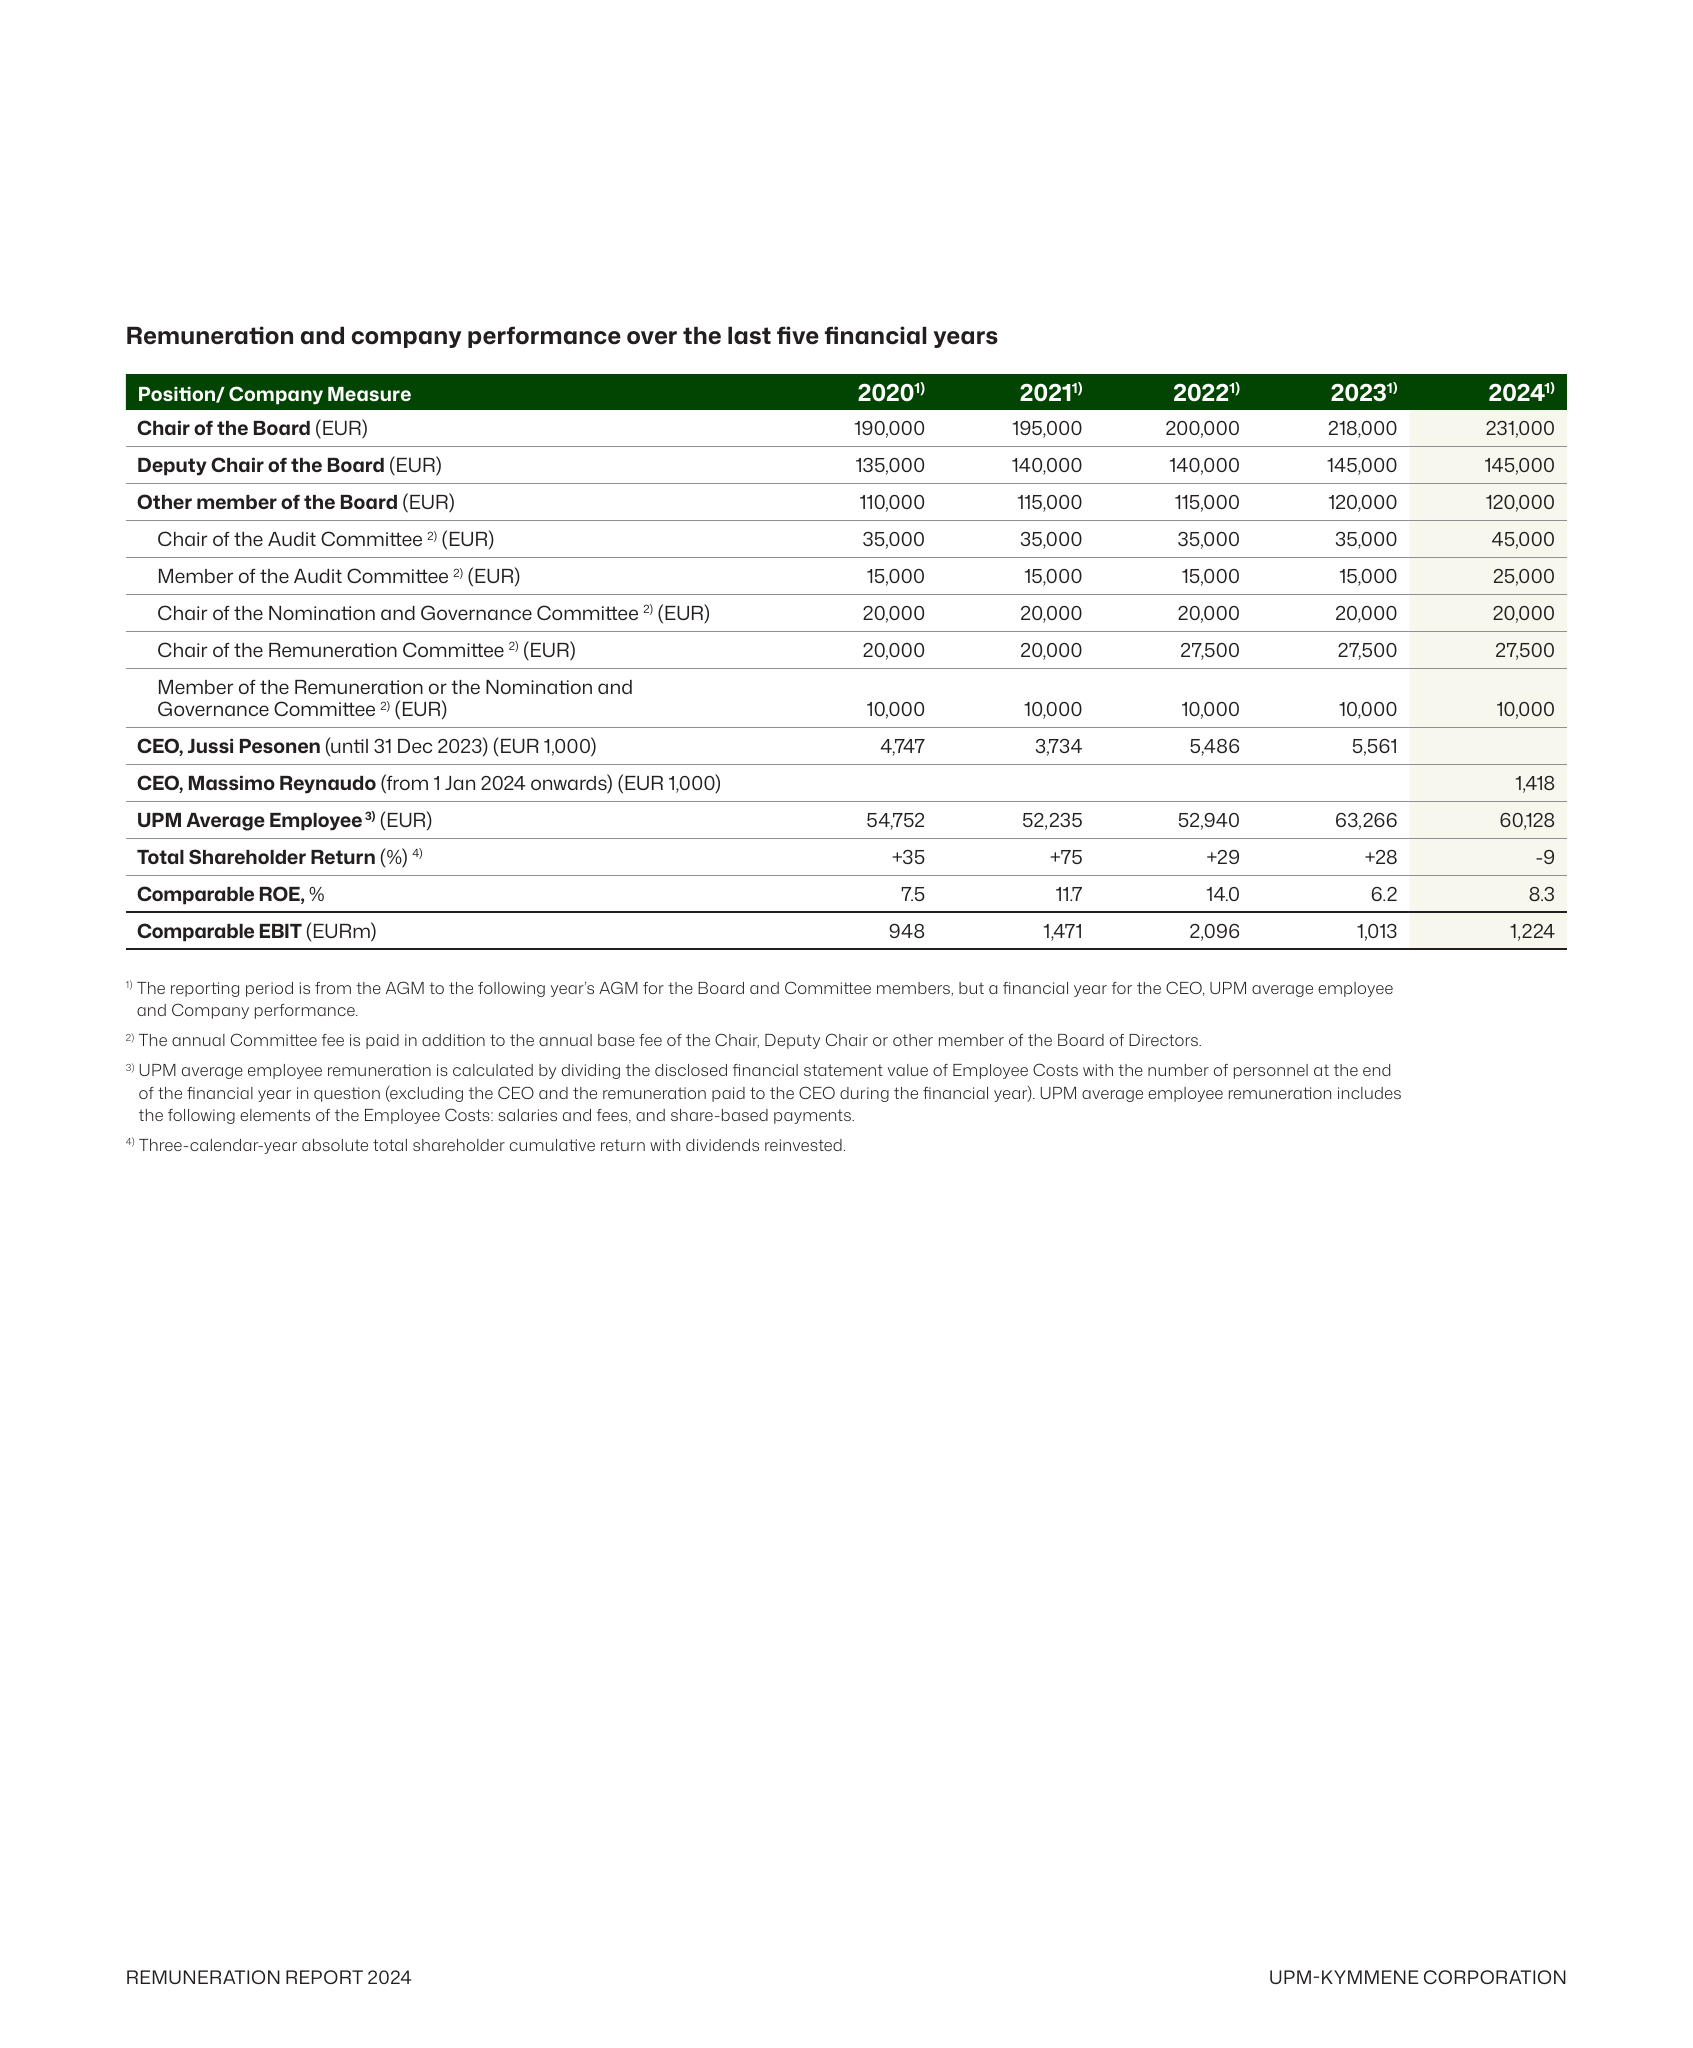 Remuneration and company performance over the last five financial years
Position/ Company Measure 2020¹⁾ 2021¹⁾ 2022¹⁾ 2023¹⁾ 2024¹⁾
Chair of the Board (EUR) 190,000 195,000 200,000 218,000 231,000
Deputy Chair of the Board (EUR) 135,000 140,000 140,000 145,000 145,000
Other member of the Board (EUR) 110,000 115,000 115,000 120,000 120,000
Chair of the Audit Committee ²⁾ (EUR) 35,000 35,000 35,000 35,000 45,000
Member of the Audit Committee ²⁾ (EUR) 15,000 15,000 15,000 15,000 25,000
Chair of the Nomination and Governance Committee ²⁾ (EUR) 20,000 20,000 20,000 20,000 20,000
Chair of the Remuneration Committee ²⁾ (EUR) 20,000 20,000 27,500 27,500 27,500
Member of the Remuneration or the Nomination and
Governance Committee ²⁾ (EUR) 10,000 10,000 10,000 10,000 10,000
CEO, Jussi Pesonen (until 31 Dec 2023) (EUR 1,000) 4,747 3,734 5,486 5,561
CEO, Massimo Reynaudo (from 1 Jan 2024 onwards) (EUR 1,000) 1,418
UPM Average Employee ³⁾ (EUR) 54,752 52,235 52,940 63,266 60,128
Total Shareholder Return (%) ⁴⁾ +35 +75 +29 +28 -9
Comparable ROE, % 7.5 11.7 14.0 6.2 8.3
Comparable EBIT (EURm) 948 1,471 2,096 1,013 1,224
¹⁾ The reporting period is from the AGM to the following year's AGM for the Board and Committee members, but a financial year for the CEO, UPM average employee
and Company performance.
²⁾ The annual Committee fee is paid in addition to the annual base fee of the Chair, Deputy Chair or other member of the Board of Directors.
³⁾ UPM average employee remuneration is calculated by dividing the disclosed financial statement value of Employee Costs with the number of personnel at the end
of the financial year in question (excluding the CEO and the remuneration paid to the CEO during the financial year). UPM average employee remuneration includes
the following elements of the Employee Costs: salaries and fees, and share-based payments.
⁴⁾ Three-calendar-year absolute total shareholder cumulative return with dividends reinvested.
REMUNERATION REPORT 2024 UPM-KYMMENE CORPORATION